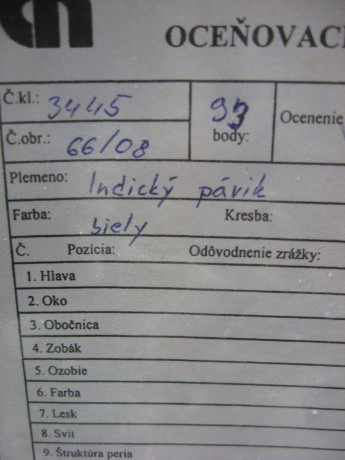 OCEŇOVAC
Č.kl.: 3445
93 body:
Ocenenie
Č.obr.: 66/08
Plemeno: Indický pávik
Farba: biely Kresba:
Č. Pozícia: Odôvodnenie zrážky:
1. Hlava
2. Oko
3. Obočnica
4. Zobák
5. Ozobie
6. Farba
7. Lesk
8. Svit
9. Štruktúra peria